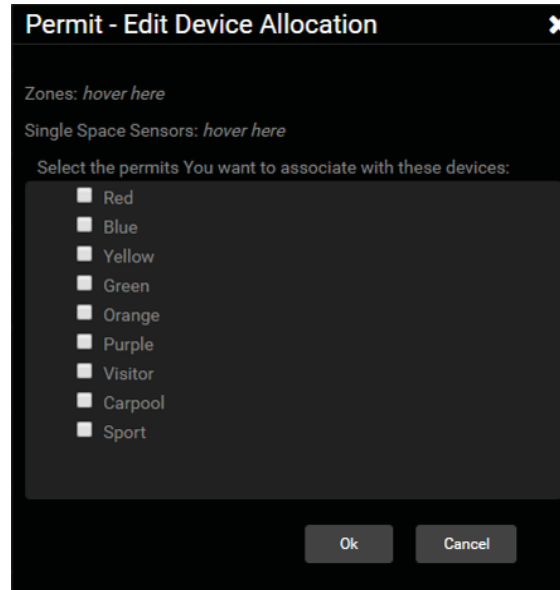 Permit - Edit Device Allocation
Zones: hover here
Single Space Sensors: hover here
Select the permits You want to associate with these devices:
Red
Blue
Yellow
Green
Orange
Purple
Visitor
Carpool
Sport
Ok Cancel